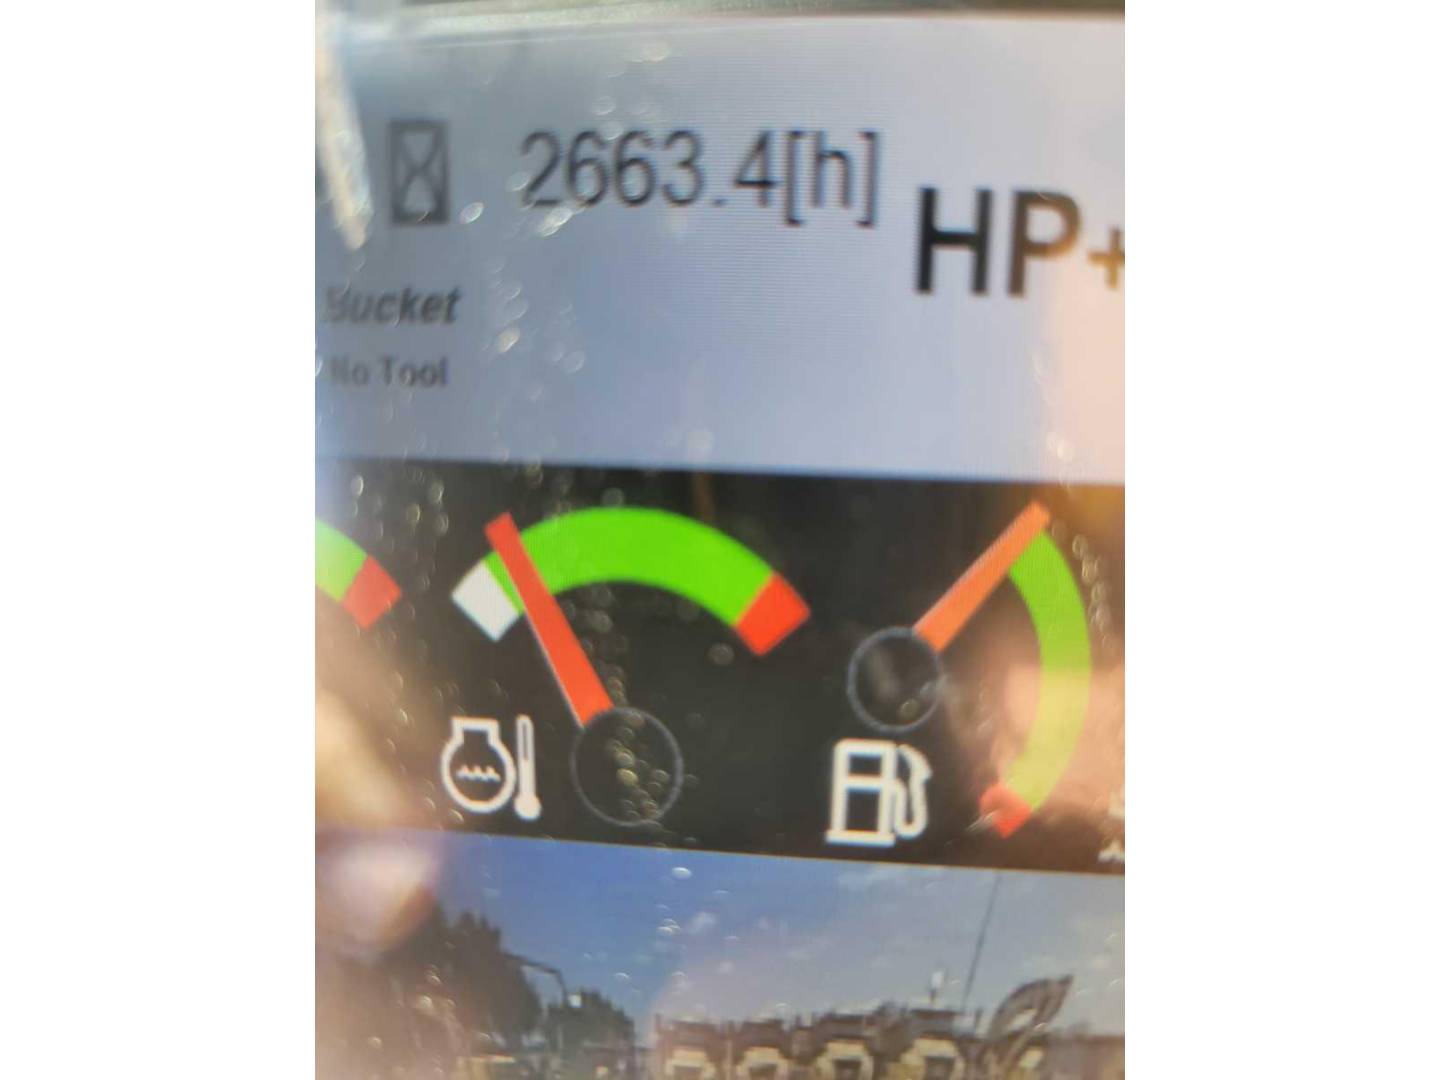 2663.4[h]
HP+
Bucket
No Tool